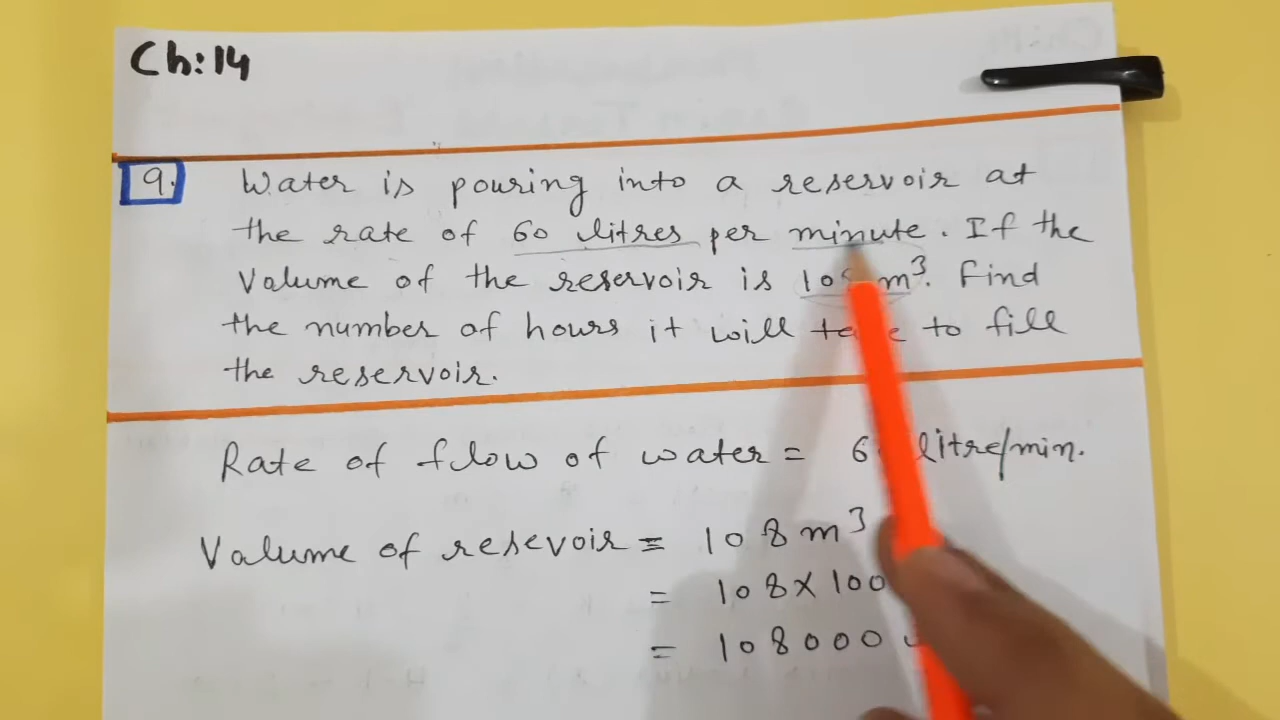 Ch:14
9. Water is pouring into a reservoir at
the rate of 60 litres per minute. If the
Volume of the reservoir is m³. Find
the number of hours it will to fill
the reservoir.
Rate of flow of water = litre/min.
Volume of resevoir = 108 m³
= 108 × 100
= 108000